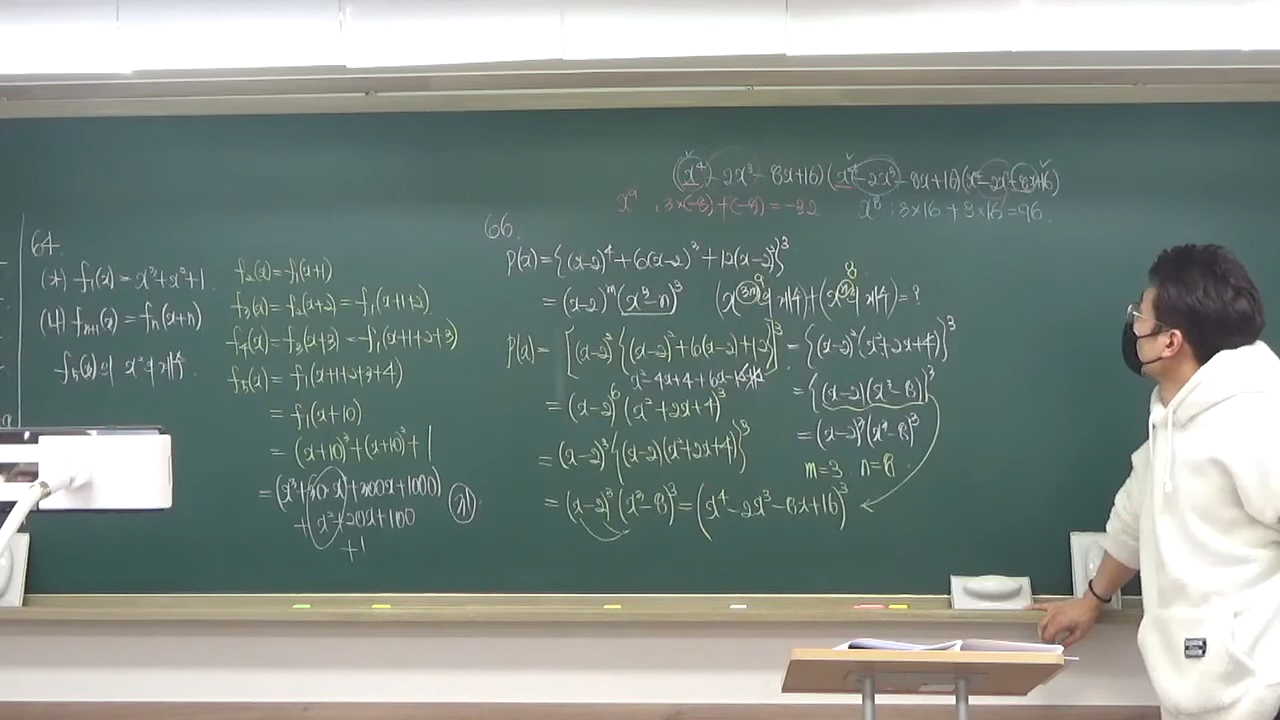 64.
(가) f₁(x) = x³+x²+1.
(나) fₙ₊₁(x) = fₙ(x+n)
f₅(x)의 x²의 계수.
f₂(x) = f₁(x+1)
f₃(x) = f₂(x+2) = f₁(x+1+2).
f₄(x) = f₃(x+3) = f₁(x+1+2+3)
f₅(x) = f₁(x+1+2+3+4)
= f₁(x+10)
= (x+10)³+(x+10)²+1
+ x²+20x+100
+1
66.
P(x) = {(x-2)⁴+6(x-2)³+12(x-2)²}³
= (x-2)ᵐ(x³-n)³
P(x) = [(x-2)²{(x-2)²+6(x-2)+12}]³
= (x-2)⁶(x²+2x+4)³
= (x-2)³{(x-2)(x²+2x+4)}³
= (x-2)³(x³-8)³ = (x⁴-2x³-8x+16)³
= {(x-2)²(x²+2x+4)}³
= {(x-2)(x³-8)}³
= (x-2)³(x³-8)³
m=3 n=8
(x⁴-2x³-8x+16)(x⁴-2x³-8x+16)(x⁴-2x³-8x+16)
x⁹ : 3×(-8)+(-8) = -32
x⁸ : 3×16+3×16 = 96.